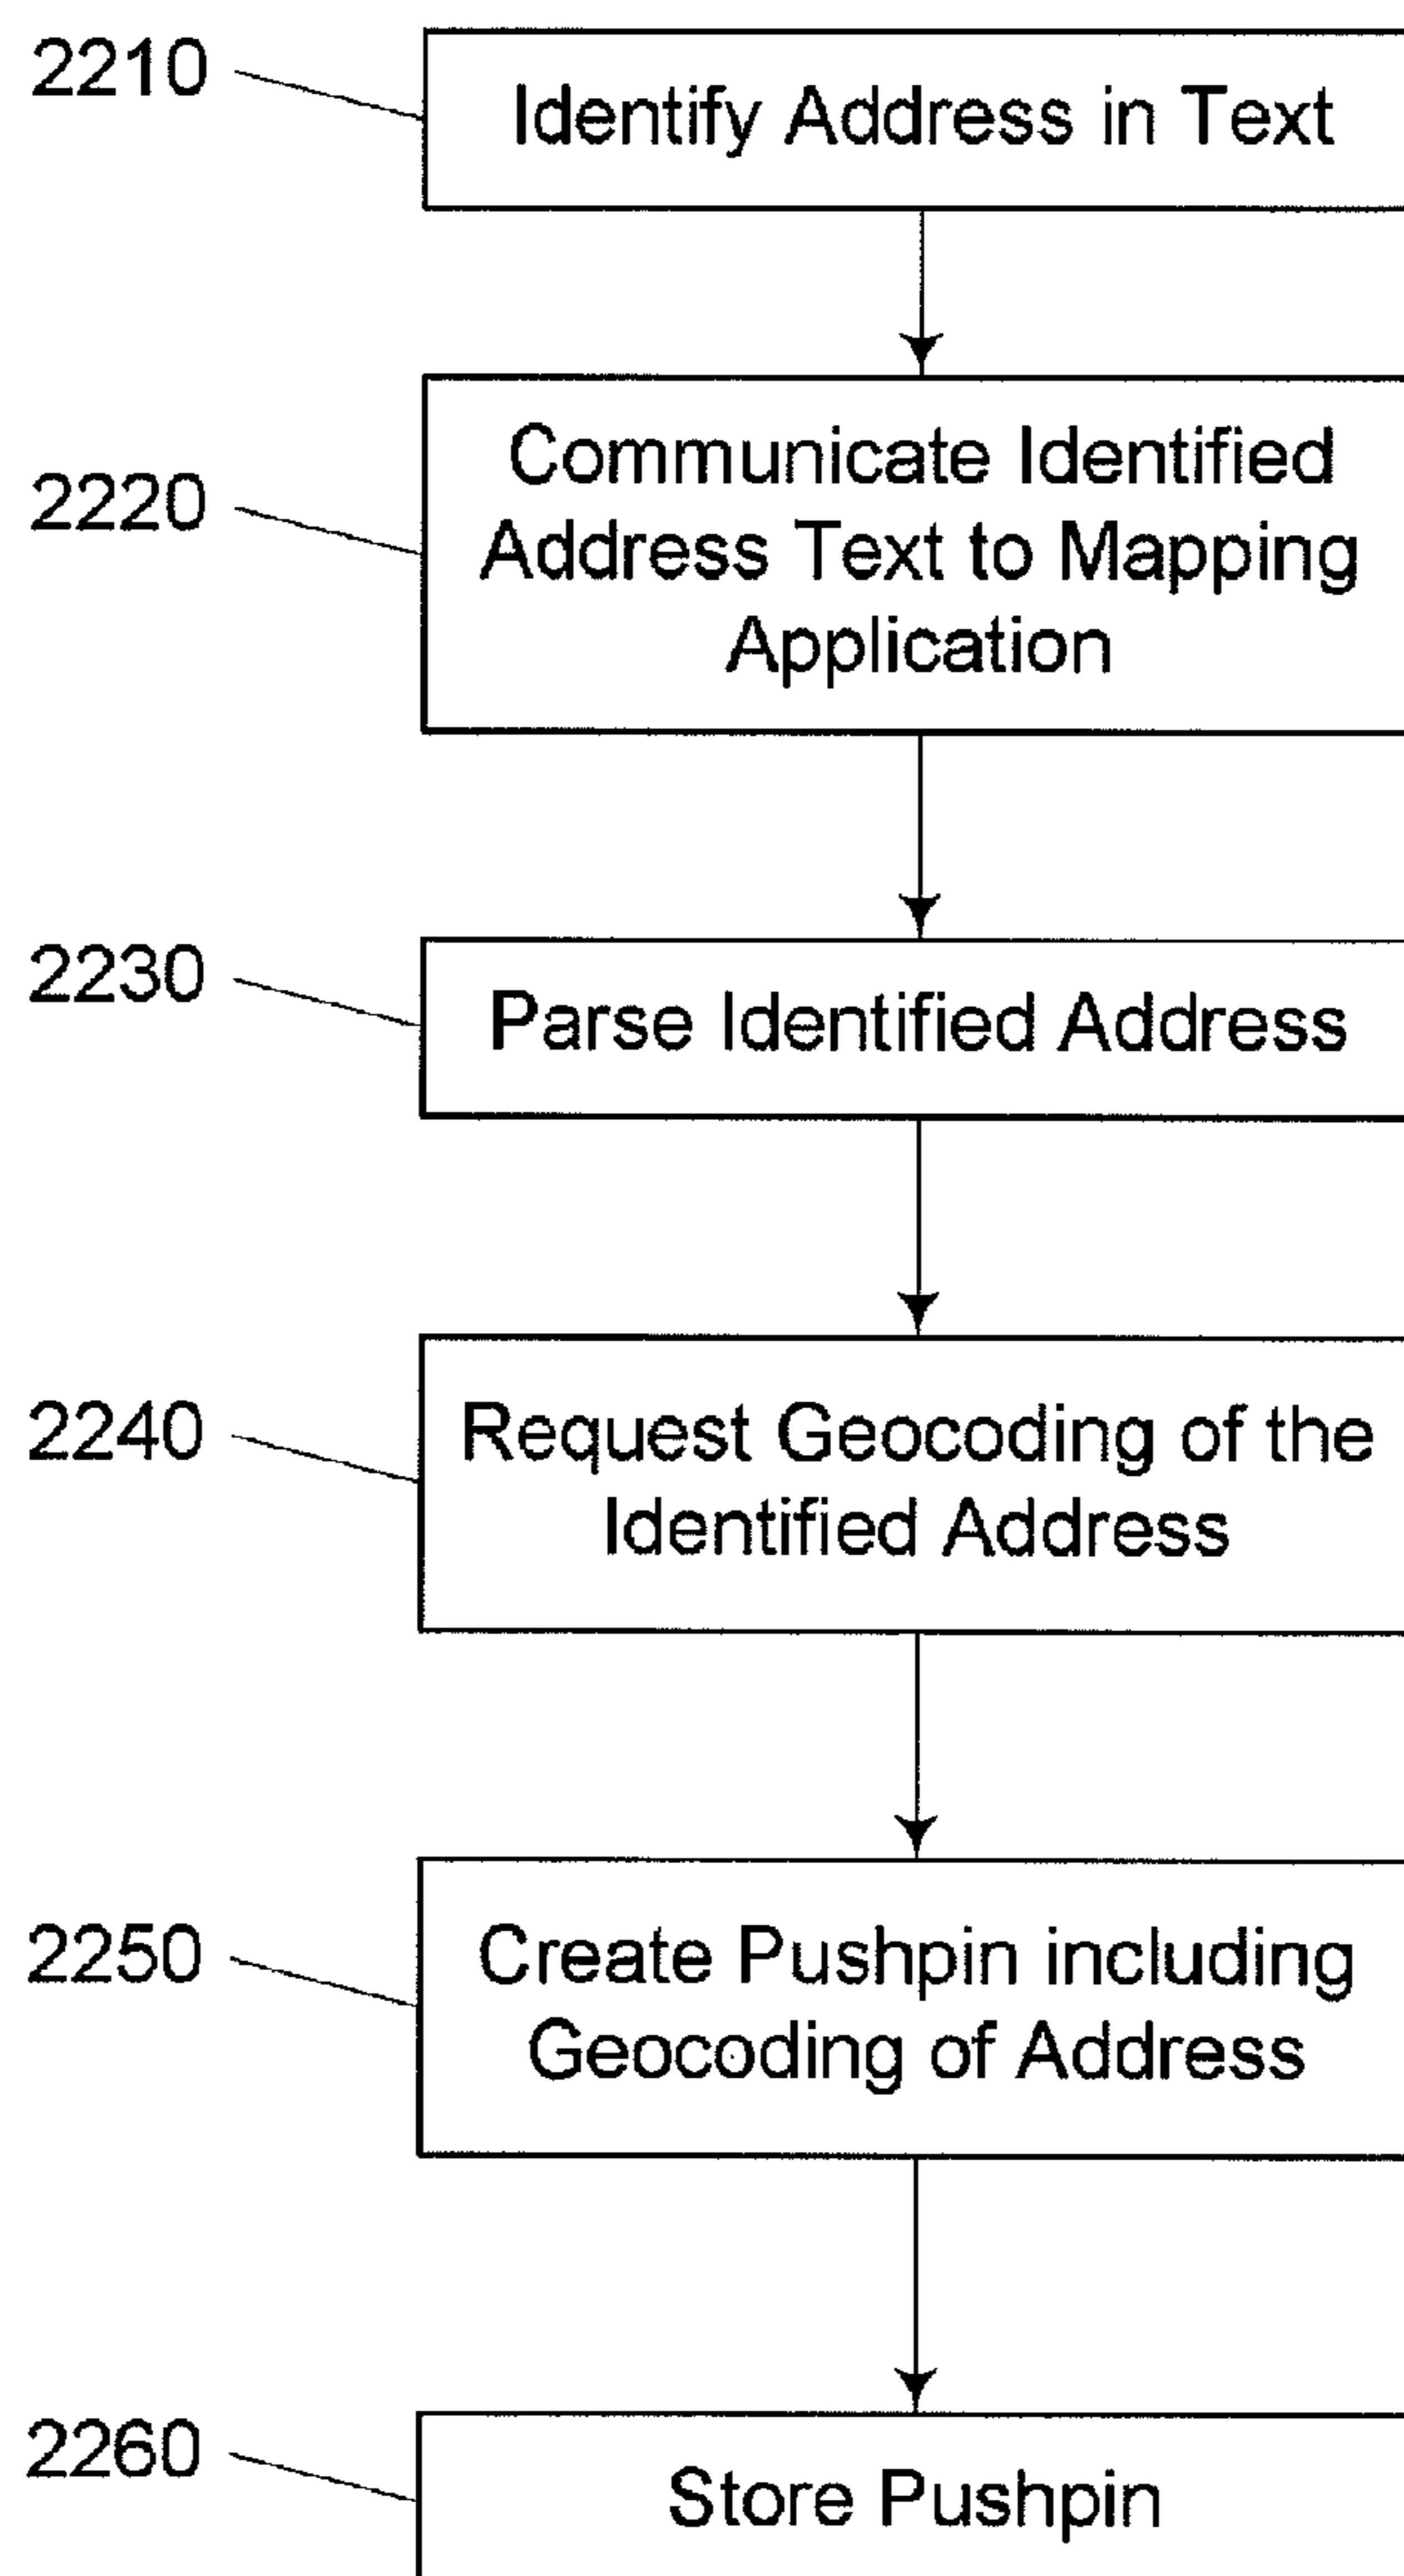 2210
Identify Address in Text
2220
Communicate Identified
Address Text to Mapping
Application
2230
Parse Identified Address
2240
Request Geocoding of the
Identified Address
2250
Create Pushpin including
Geocoding of Address
2260
Store Pushpin